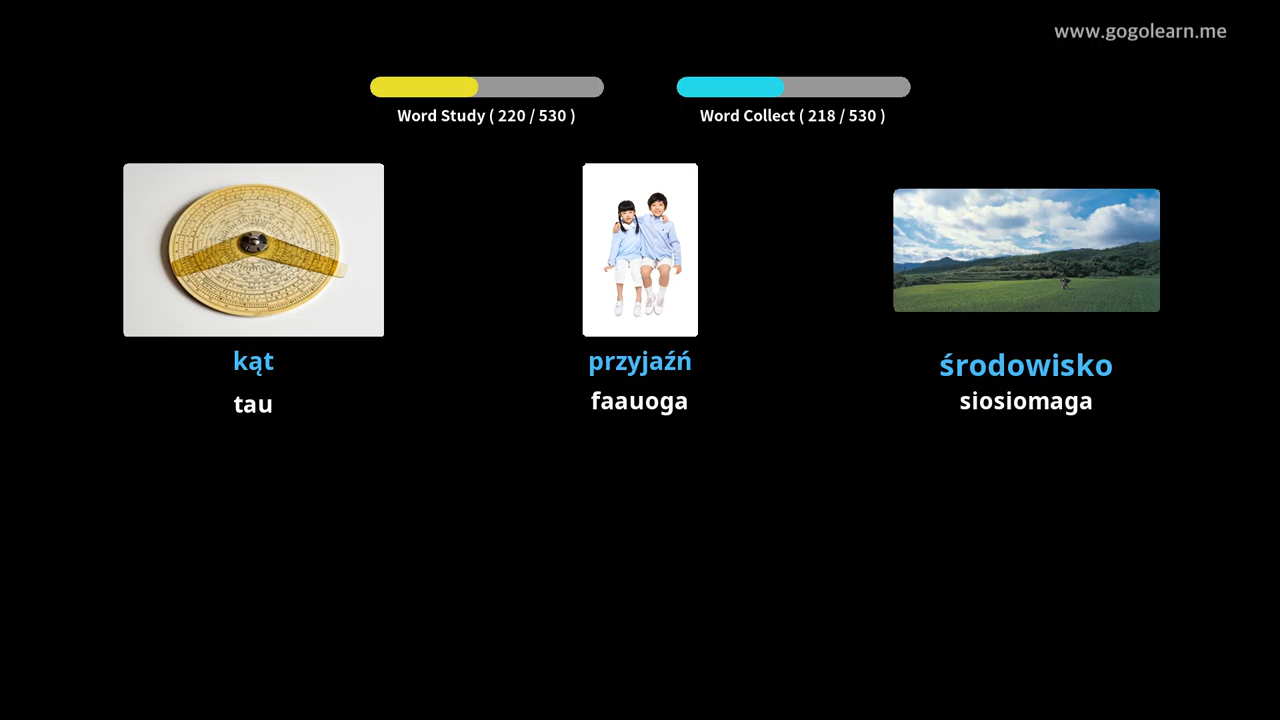 www.gogolearn.me
Word Study ( 220 / 530 )
Word Collect ( 218 / 530 )
kąt
przyjaźń
środowisko
tau
faauoga
siosiomaga